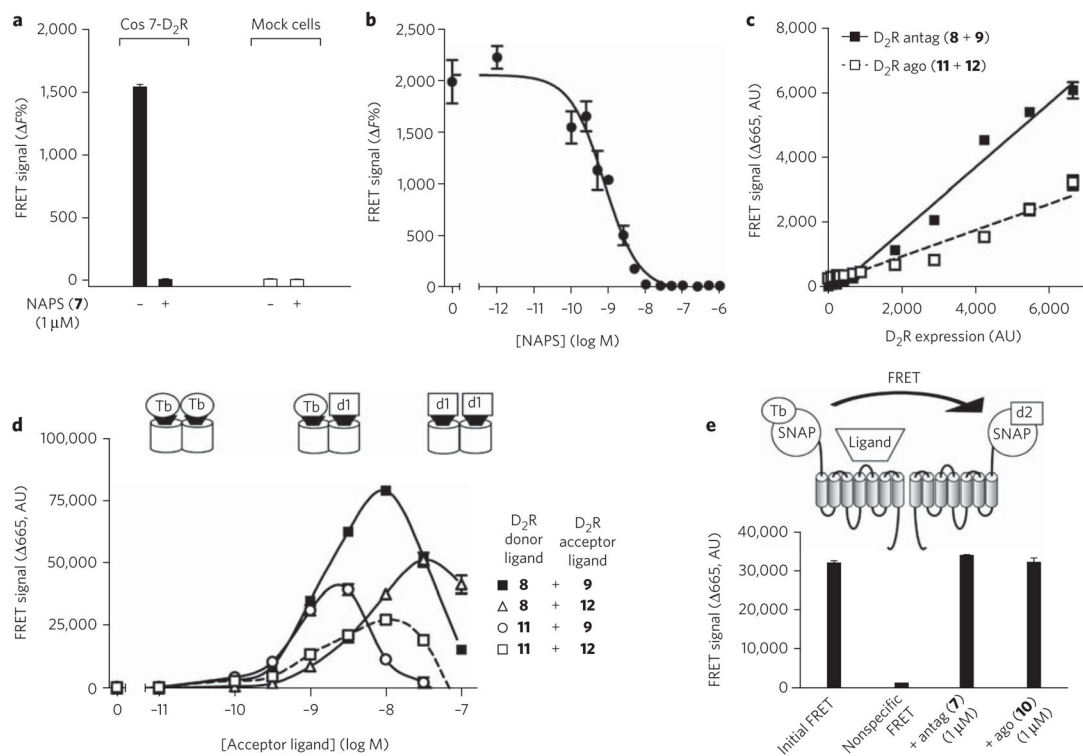 a
Cos 7-D2R
Mock cells
2,000
1,500
1,000
500
0
FRET signal (ΔF%)
– + – +
NAPS (7)
(1 μM)
b
2,500
2,000
1,500
1,000
500
0
FRET signal (ΔF%)
0 –12 –11 –10 –9 –8 –7 –6
[NAPS] (log M)
c
D2R antag (8 + 9)
D2R ago (11 + 12)
6,000
4,000
2,000
0
FRET signal (Δ665, AU)
0 2,000 4,000 6,000
D2R expression (AU)
d
Tb Tb
Tb d1
d1 d1
100,000
75,000
50,000
25,000
0
FRET signal (Δ665, AU)
0 –11 –10 –9 –8 –7
[Acceptor ligand] (log M)
D2R donor ligand
D2R acceptor ligand
8 + 9
8 + 12
11 + 9
11 + 12
e
FRET
Tb
SNAP
Ligand
d2
SNAP
40,000
30,000
20,000
10,000
0
FRET signal (Δ665, AU)
Initial FRET
Nonspecific FRET
+ antag (7) (1 μM)
+ ago (10) (1 μM)